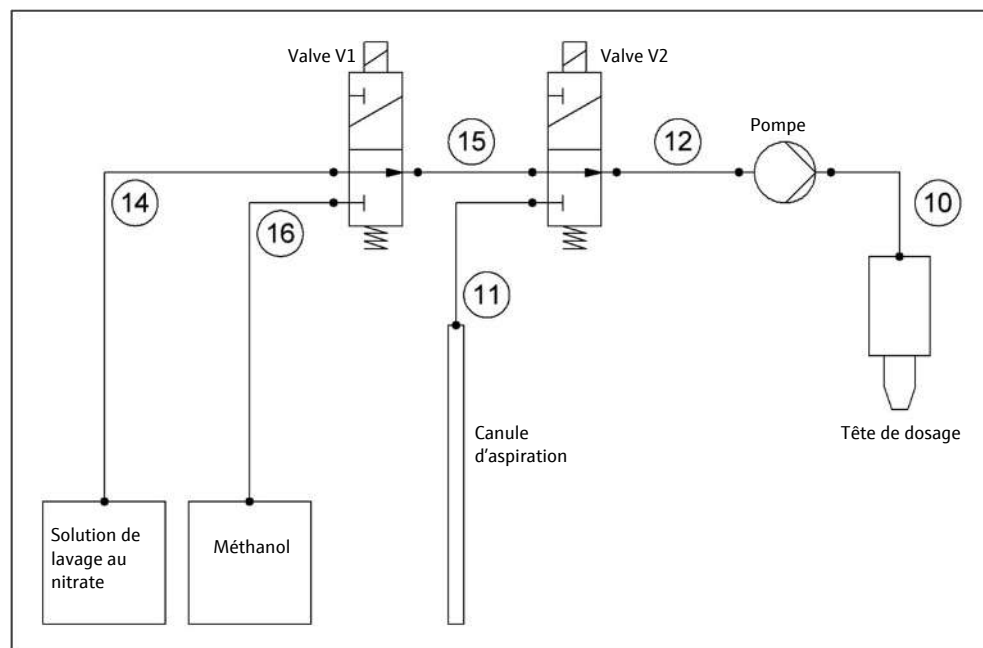 Valve V1
Valve V2
Pompe
15
12
14
16
10
11
Canule
d'aspiration
Tête de dosage
Solution de
lavage au
nitrate
Méthanol